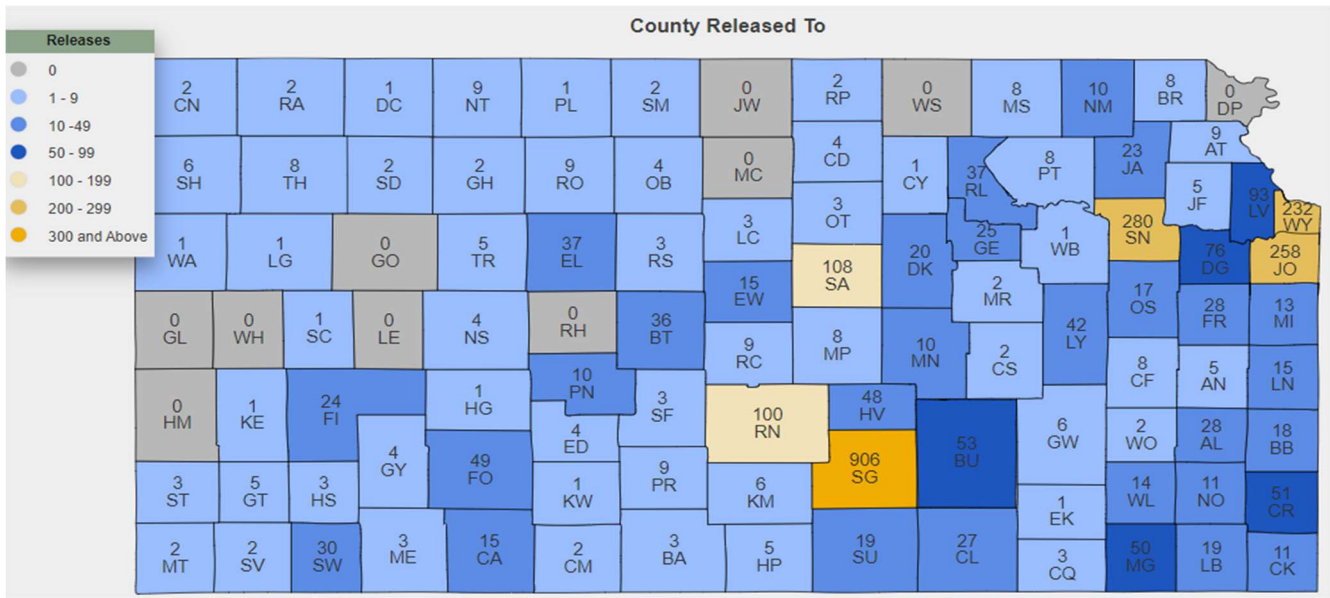 County Released To
Releases
0
1 - 9
10 -49
50 - 99
100 - 199
200 - 299
300 and Above
2 CN
2 RA
1 DC
9 NT
1 PL
2 SM
0 JW
2 RP
0 WS
8 MS
10 NM
8 BR
0 DP
6 SH
8 TH
2 SD
2 GH
9 RO
4 OB
0 MC
4 CD
1 CY
37 RL
8 PT
23 JA
9 AT
5 JF
93 LV
232 WY
1 WA
1 LG
0 GO
5 TR
37 EL
3 RS
3 LC
3 OT
20 DK
25 GE
1 WB
280 SN
76 DG
258 JO
108 SA
15 EW
2 MR
17 OS
28 FR
13 MI
0 GL
0 WH
1 SC
0 LE
4 NS
0 RH
36 BT
9 RC
8 MP
10 MN
2 CS
42 LY
8 CF
5 AN
15 LN
0 HM
1 KE
24 FI
1 HG
10 PN
3 SF
100 RN
48 HV
53 BU
6 GW
2 WO
28 AL
18 BB
4 GY
49 FO
4 ED
906 SG
3 ST
5 GT
3 HS
1 KW
9 PR
6 KM
1 EK
14 WL
11 NO
51 CR
2 MT
2 SV
30 SW
3 ME
15 CA
2 CM
3 BA
5 HP
19 SU
27 CL
3 CQ
50 MG
19 LB
11 CK